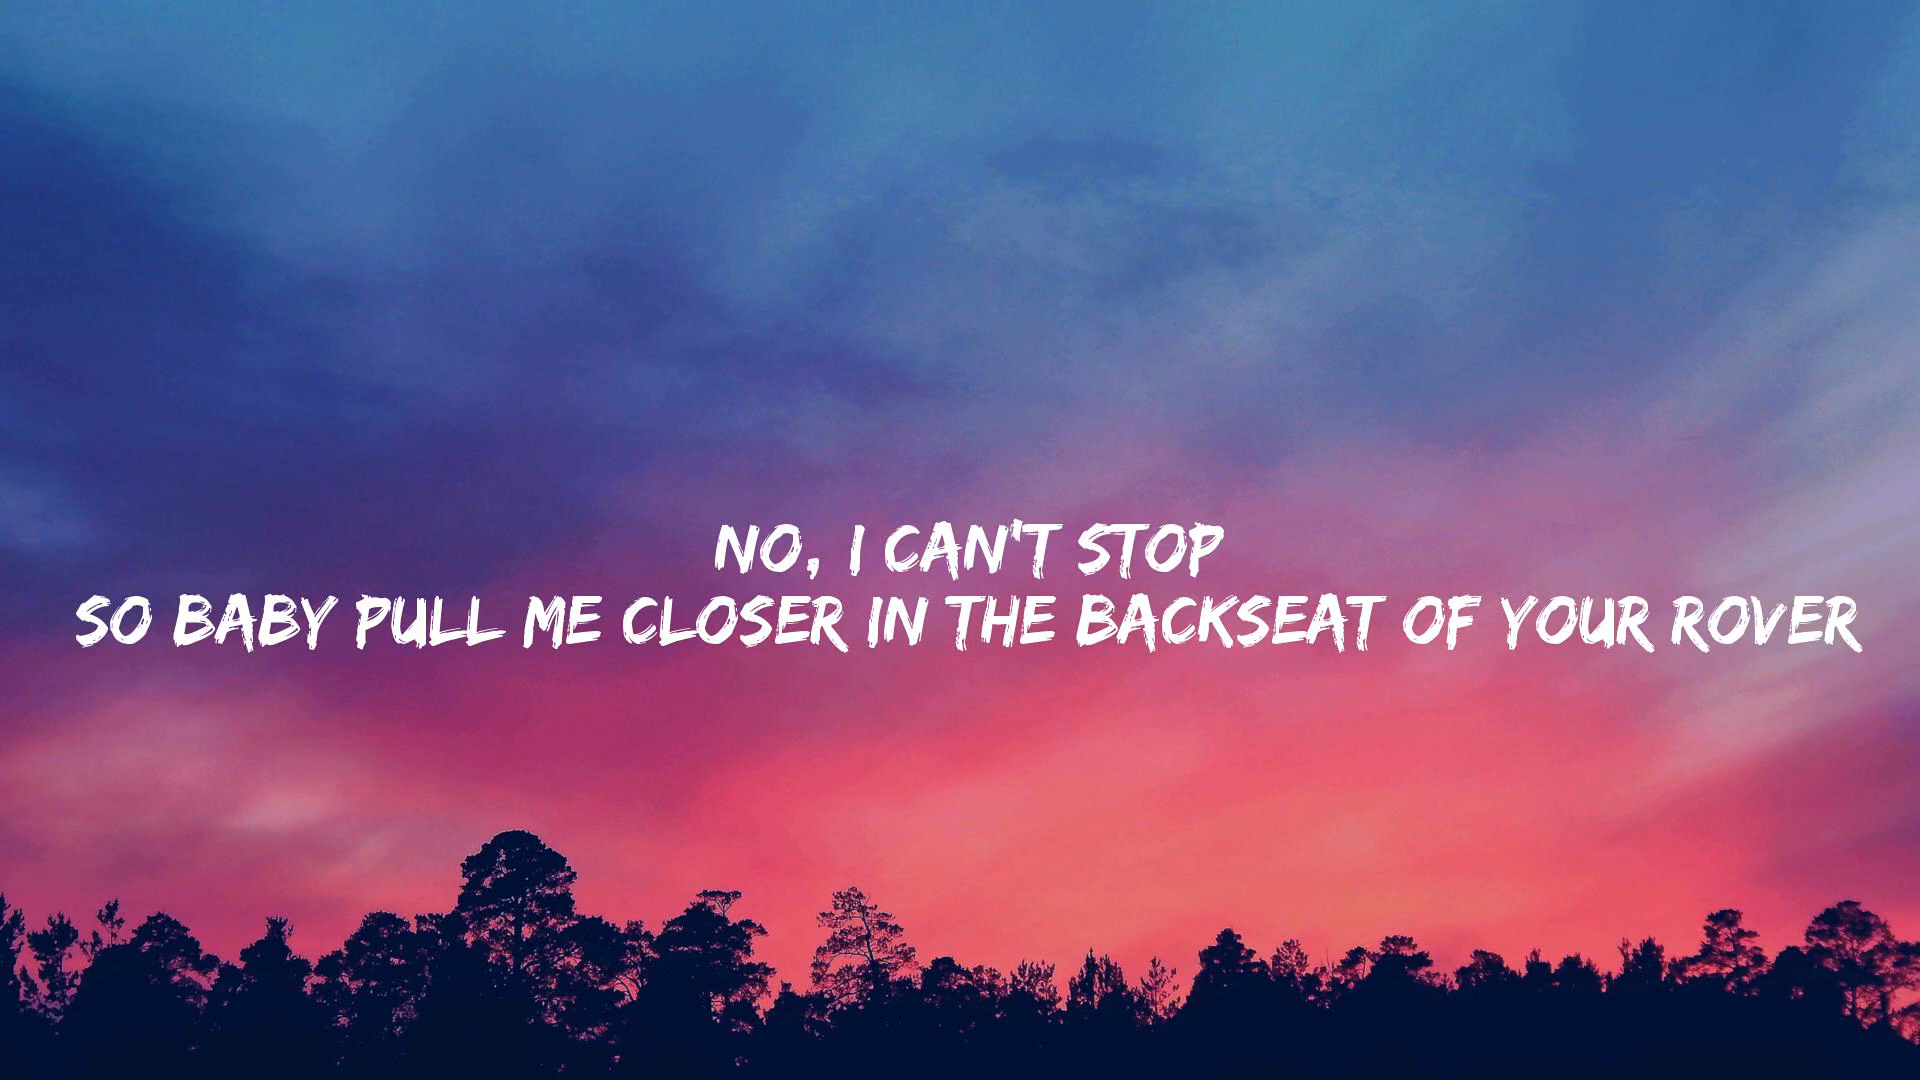 NO, I CAN'T STOP
SO BABY PULL ME CLOSER IN THE BACKSEAT OF YOUR ROVER